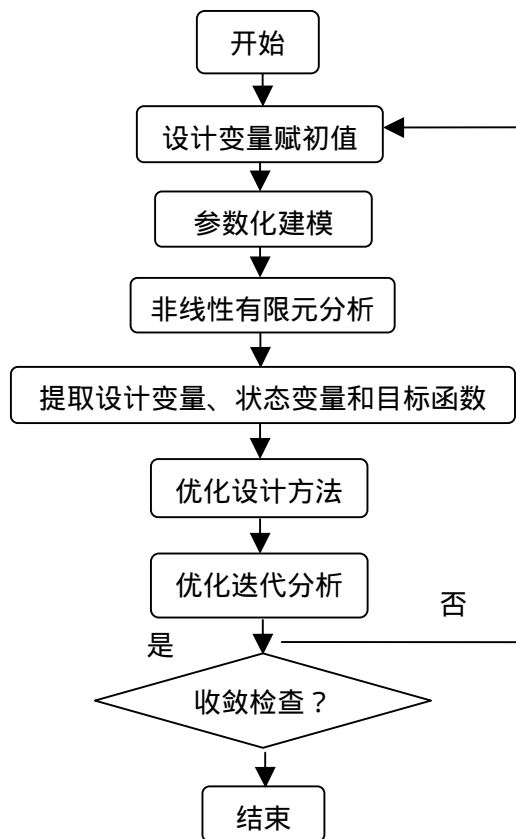 开始
设计变量赋初值
参数化建模
非线性有限元分析
提取设计变量、状态变量和目标函数
优化设计方法
优化迭代分析
否
是
收敛检查？
结束